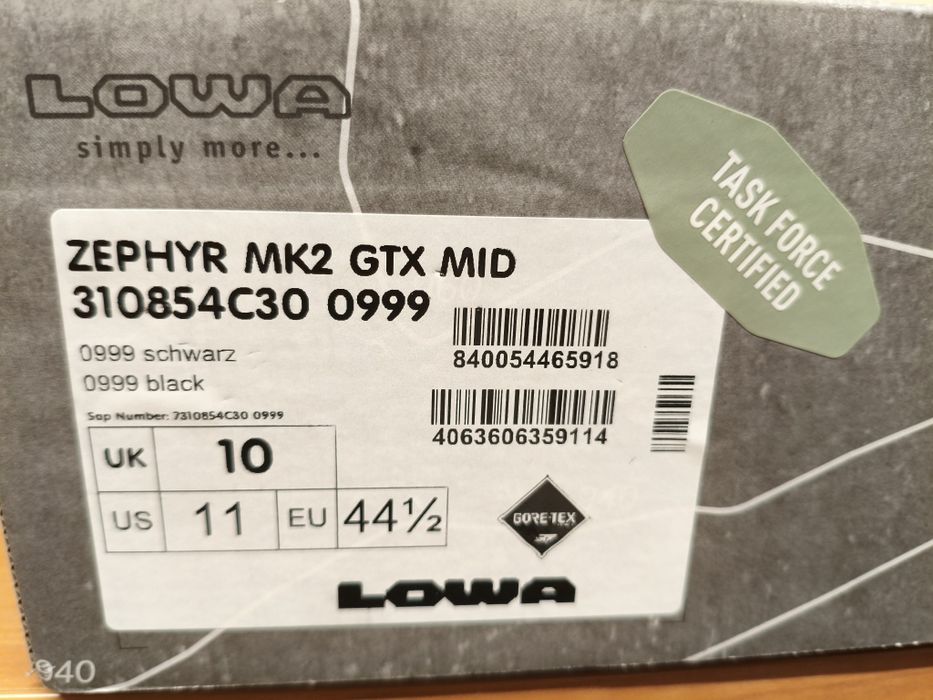 LOWA
simply more...
TASK FORCE
CERTIFIED
ZEPHYR MK2 GTX MID
310854C30 0999
840054465918
0999 schwarz
0999 black
4063606359114
Sap Number: 7310854C30 0999
UK 10
US 11 EU 44½
GORE-TEX
LOWA
940